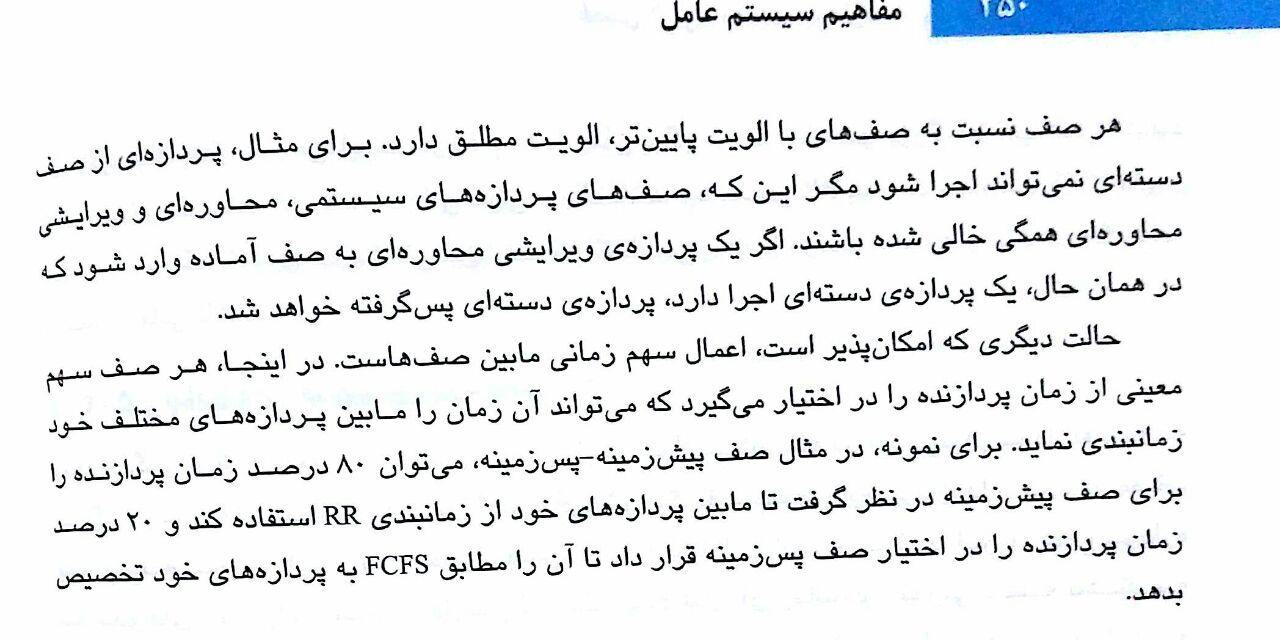 ۲۵۰
مفاهیم سیستم عامل
هر صف نسبت به صف‌های با الویت پایین‌تر، الویت مطلق دارد. برای مثال، پردازه‌ای از صف
دسته‌ای نمی‌تواند اجرا شود مگر این که، صف‌های پردازه‌های سیستمی، محاوره‌ای و ویرایشی
محاوره‌ای همگی خالی شده باشند. اگر یک پردازه‌ی ویرایشی محاوره‌ای به صف آماده وارد شود که
در همان حال، یک پردازه‌ی دسته‌ای اجرا دارد، پردازه‌ی دسته‌ای پس‌گرفته خواهد شد.
حالت دیگری که امکان‌پذیر است، اعمال سهم زمانی مابین صف‌هاست. در اینجا، هر صف سهم
معینی از زمان پردازنده را در اختیار می‌گیرد که می‌تواند آن زمان را مابین پردازه‌های مختلف خود
زمانبندی نماید. برای نمونه، در مثال صف پیش‌زمینه-پس‌زمینه، می‌توان ۸۰ درصد زمان پردازنده را
برای صف پیش‌زمینه در نظر گرفت تا مابین پردازه‌های خود از زمانبندی RR استفاده کند و ۲۰ درصد
زمان پردازنده را در اختیار صف پس‌زمینه قرار داد تا آن را مطابق FCFS به پردازه‌های خود تخصیص
بدهد.